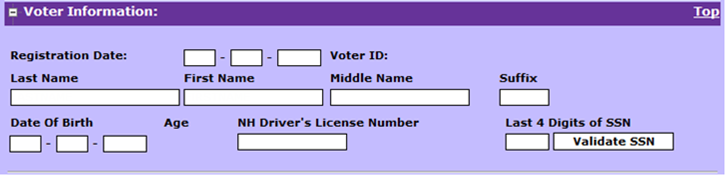 Voter Information: Top
Registration Date: - - Voter ID:
Last Name First Name Middle Name Suffix
Date Of Birth Age NH Driver's License Number Last 4 Digits of SSN
- - Validate SSN